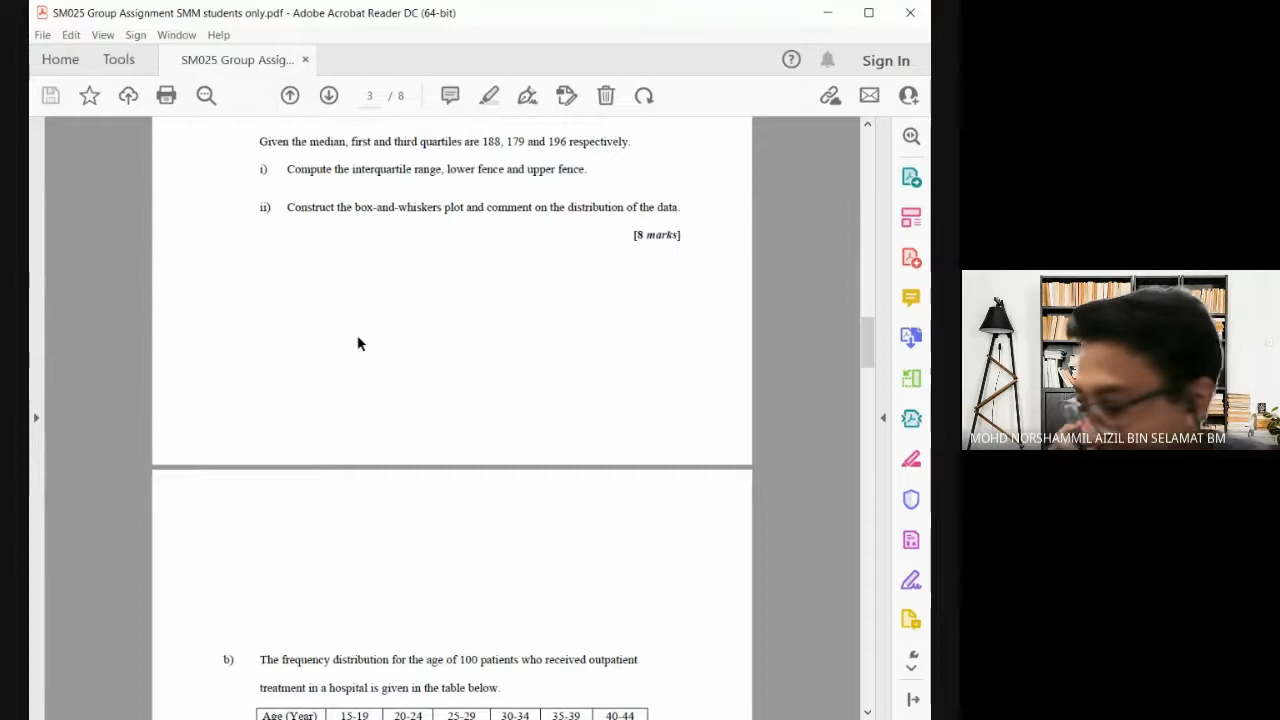 SM025 Group Assignment SMM students only.pdf - Adobe Acrobat Reader DC (64-bit)
File Edit View Sign Window Help
Home Tools SM025 Group Assig... × Sign In
3 / 8
Given the median, first and third quartiles are 188, 179 and 196 respectively.
i) Compute the interquartile range, lower fence and upper fence.
ii) Construct the box-and-whiskers plot and comment on the distribution of the data.
[8 marks]
MOHD NORSHAMMIL AIZIL BIN SELAMAT BM
b) The frequency distribution for the age of 100 patients who received outpatient
treatment in a hospital is given in the table below.
Age (Year) 15-19 20-24 25-29 30-34 35-39 40-44